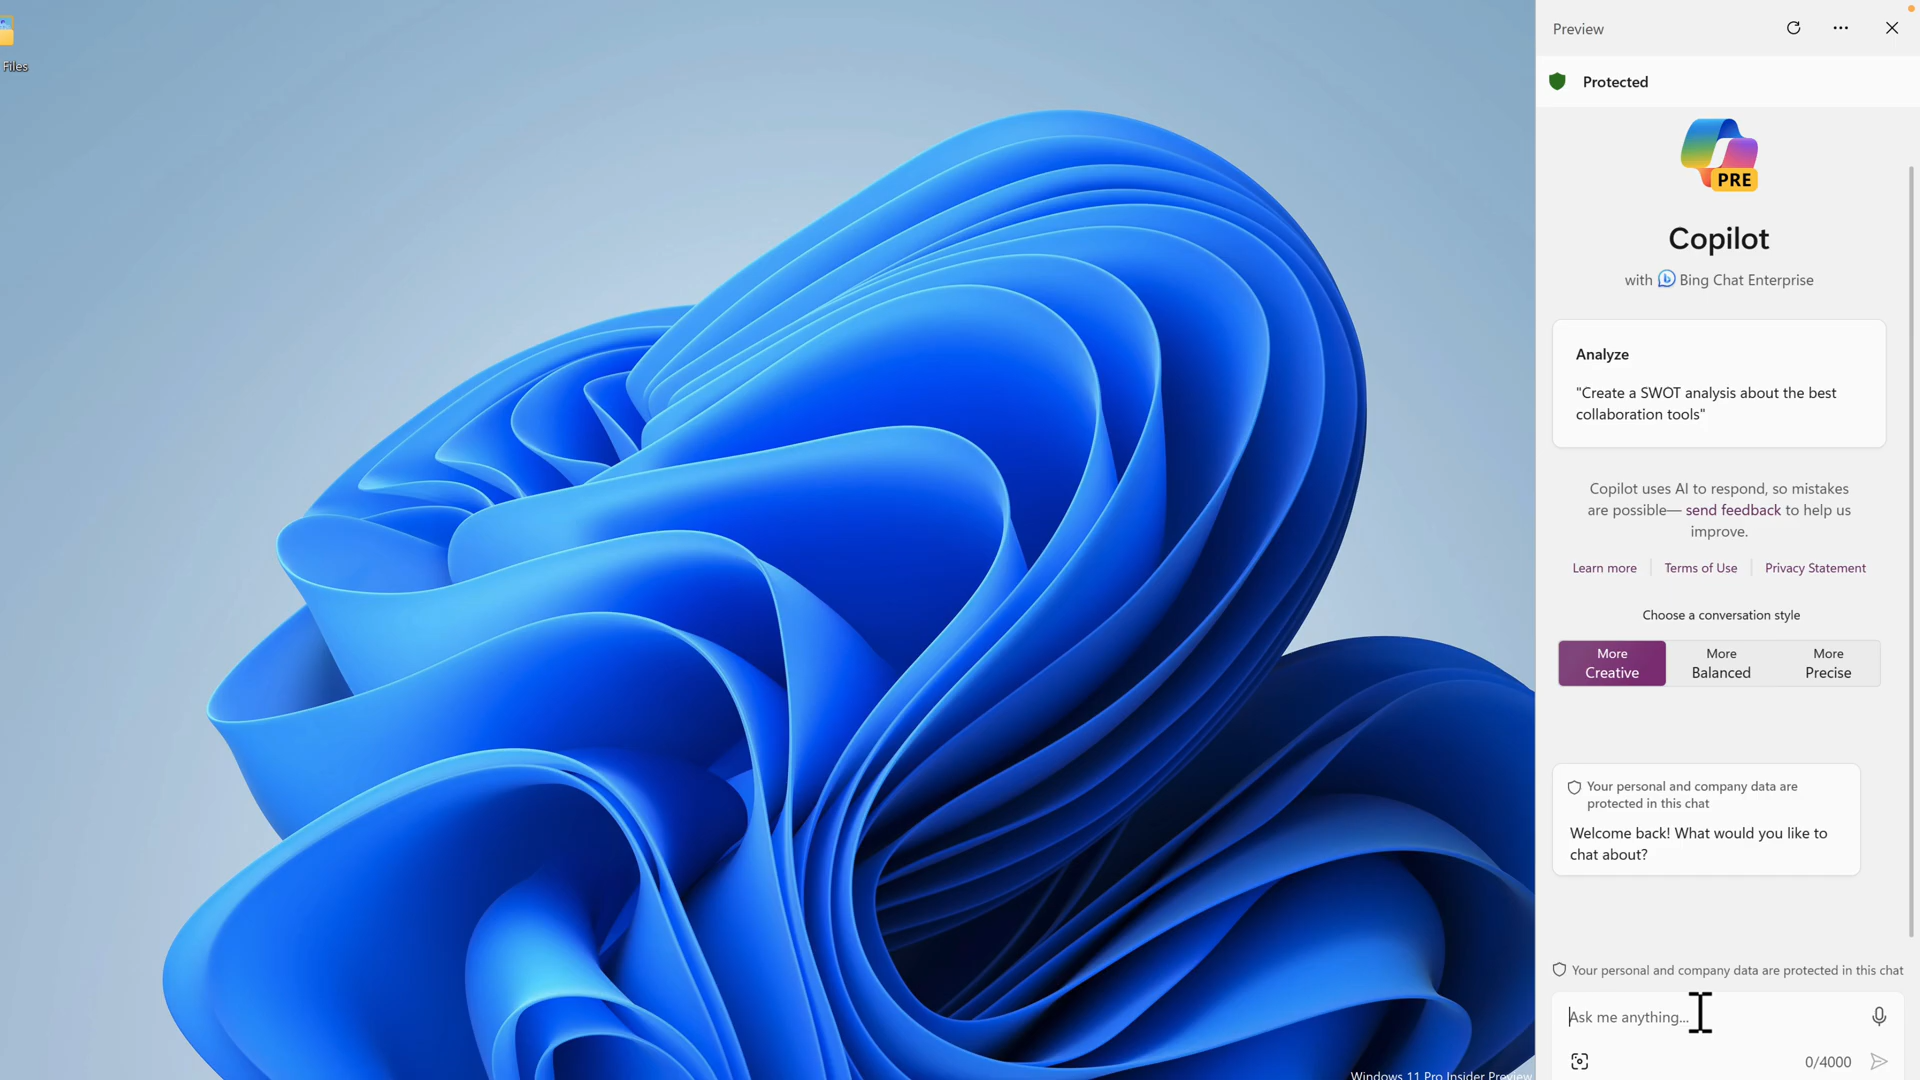 Files
Preview
Protected
PRE
Copilot
with Bing Chat Enterprise
Analyze
"Create a SWOT analysis about the best
collaboration tools"
Copilot uses AI to respond, so mistakes
are possible— send feedback to help us
improve.
Learn more
Terms of Use
Privacy Statement
Choose a conversation style
More
Creative
More
Balanced
More
Precise
Your personal and company data are
protected in this chat
Welcome back! What would you like to
chat about?
Your personal and company data are protected in this chat
Ask me anything...
0/4000
Windows 11 Pro Insider Preview